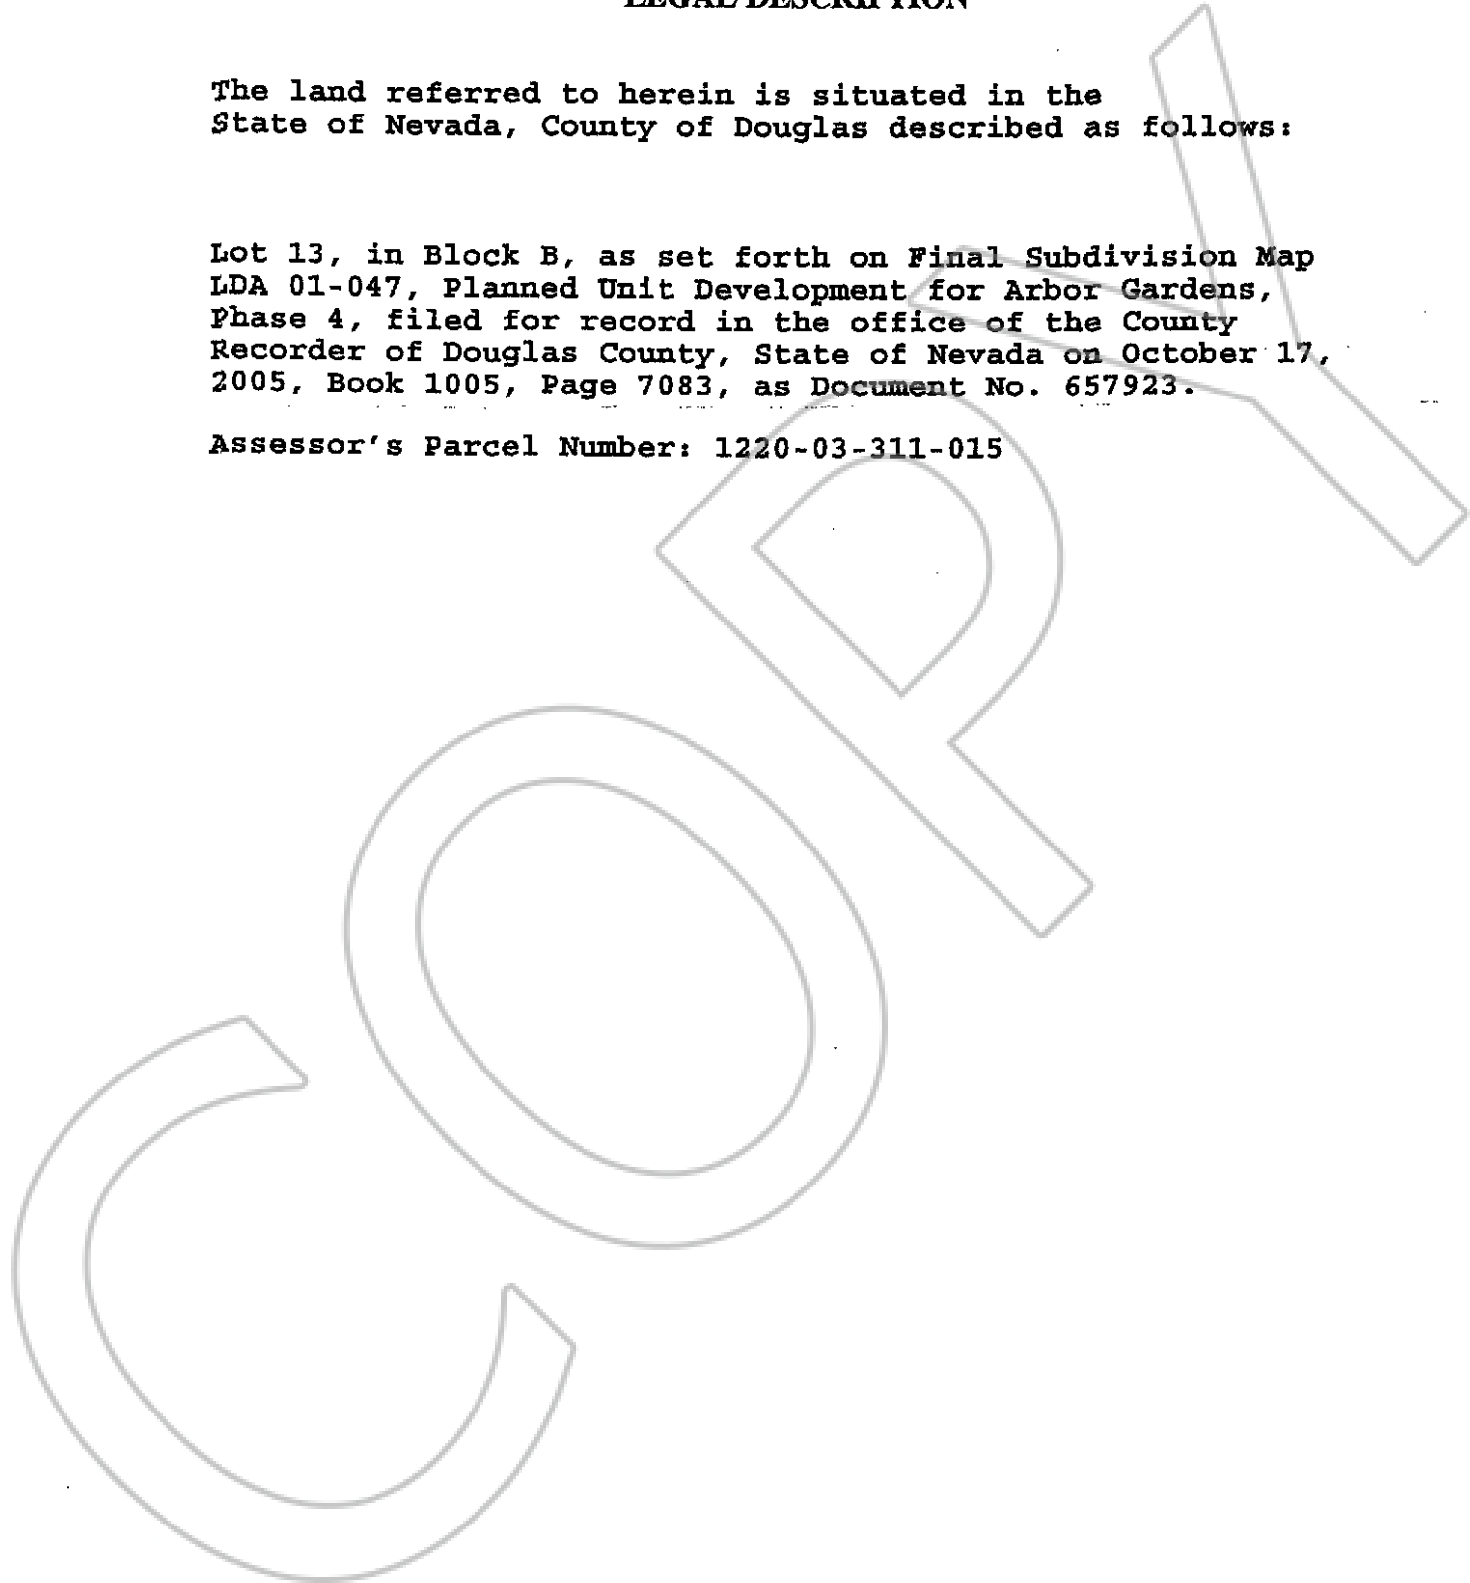 LEGAL DESCRIPTION
The land referred to herein is situated in the
State of Nevada, County of Douglas described as follows:
Lot 13, in Block B, as set forth on Final Subdivision Map
LDA 01-047, Planned Unit Development for Arbor Gardens,
Phase 4, filed for record in the office of the County
Recorder of Douglas County, State of Nevada on October 17,
2005, Book 1005, Page 7083, as Document No. 657923.
Assessor's Parcel Number: 1220-03-311-015
COPY